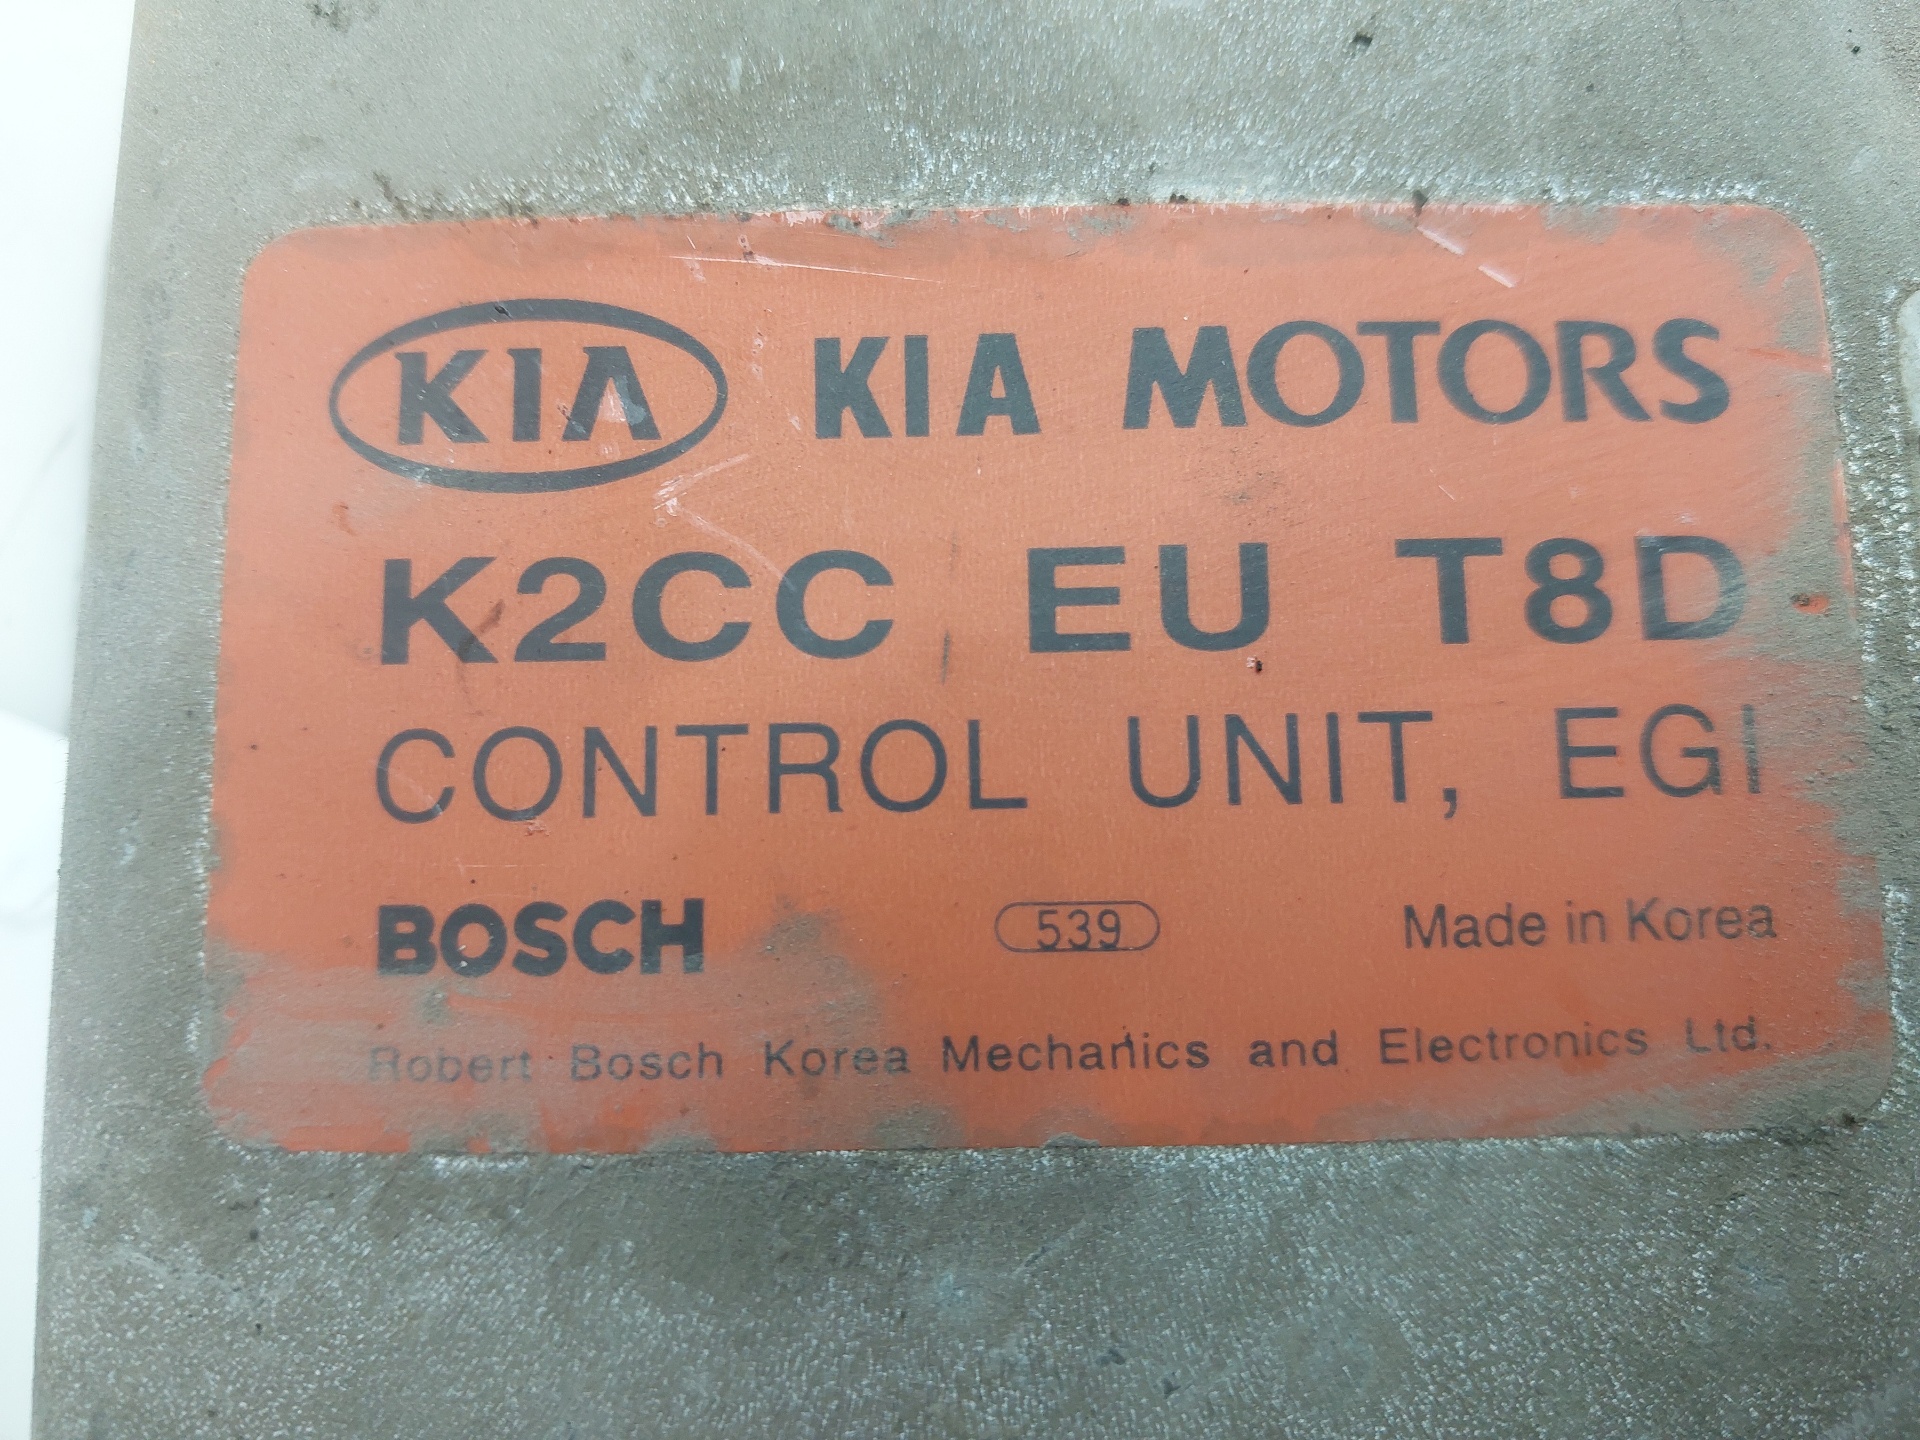 KIA KIA MOTORS
K2CC EU T8D
CONTROL UNIT, EGI
BOSCH 539 Made in Korea
Robert Bosch Korea Mechanics and Electronics Ltd.